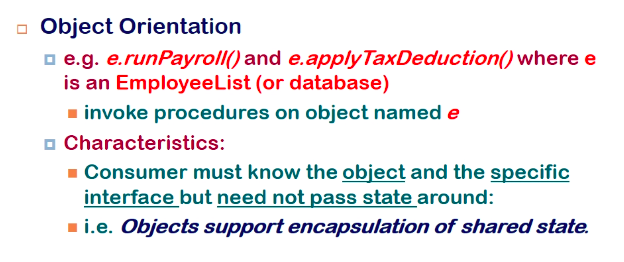 Object Orientation
e.g. e.runPayroll() and e.applyTaxDeduction() where e
is an EmployeeList (or database)
invoke procedures on object named e
Characteristics:
Consumer must know the object and the specific
interface but need not pass state around:
i.e. Objects support encapsulation of shared state.